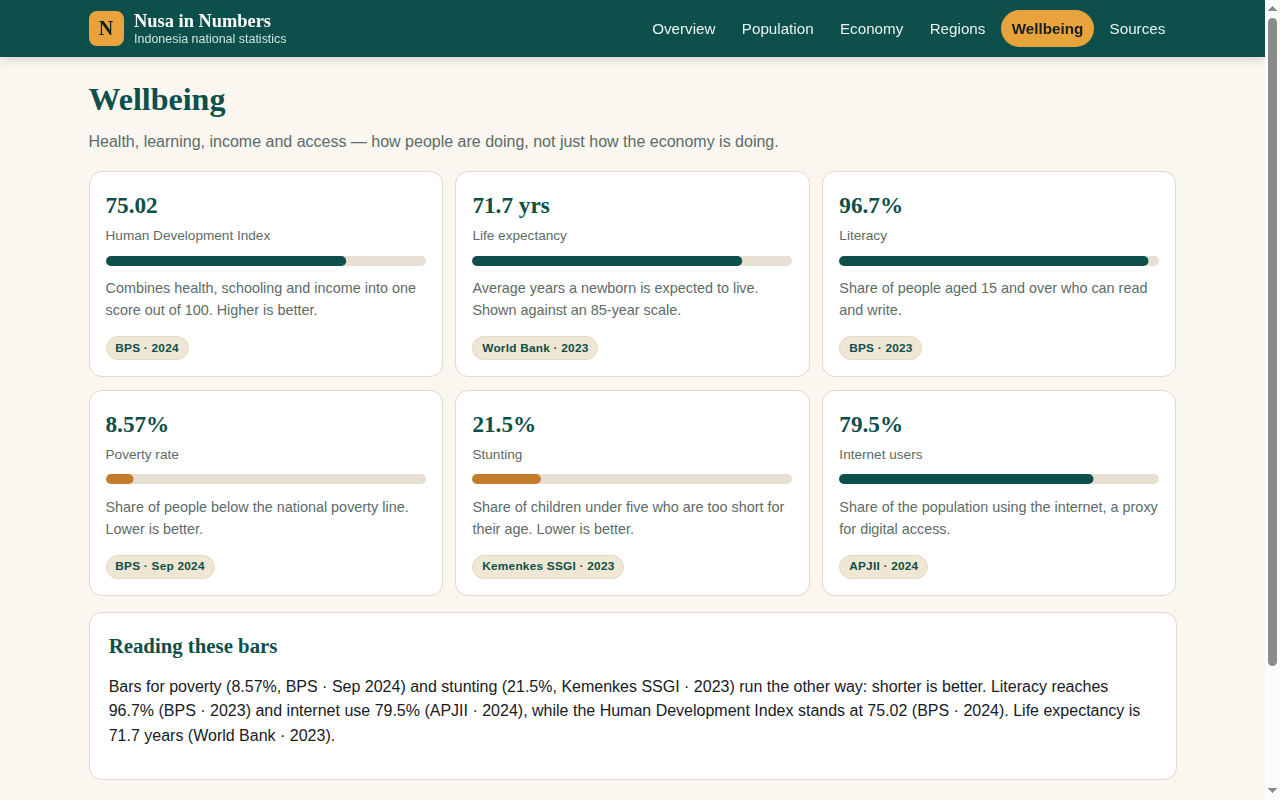 N
Nusa in Numbers
Indonesia national statistics
Overview
Population
Economy
Regions
Wellbeing
Sources
Wellbeing
Health, learning, income and access — how people are doing, not just how the economy is doing.
75.02
Human Development Index
Combines health, schooling and income into one
score out of 100. Higher is better.
BPS · 2024
71.7 yrs
Life expectancy
Average years a newborn is expected to live.
Shown against an 85-year scale.
World Bank · 2023
96.7%
Literacy
Share of people aged 15 and over who can read
and write.
BPS · 2023
8.57%
Poverty rate
Share of people below the national poverty line.
Lower is better.
BPS · Sep 2024
21.5%
Stunting
Share of children under five who are too short for
their age. Lower is better.
Kemenkes SSGI · 2023
79.5%
Internet users
Share of the population using the internet, a proxy
for digital access.
APJII · 2024
Reading these bars
Bars for poverty (8.57%, BPS · Sep 2024) and stunting (21.5%, Kemenkes SSGI · 2023) run the other way: shorter is better. Literacy reaches
96.7% (BPS · 2023) and internet use 79.5% (APJII · 2024), while the Human Development Index stands at 75.02 (BPS · 2024). Life expectancy is
71.7 years (World Bank · 2023).